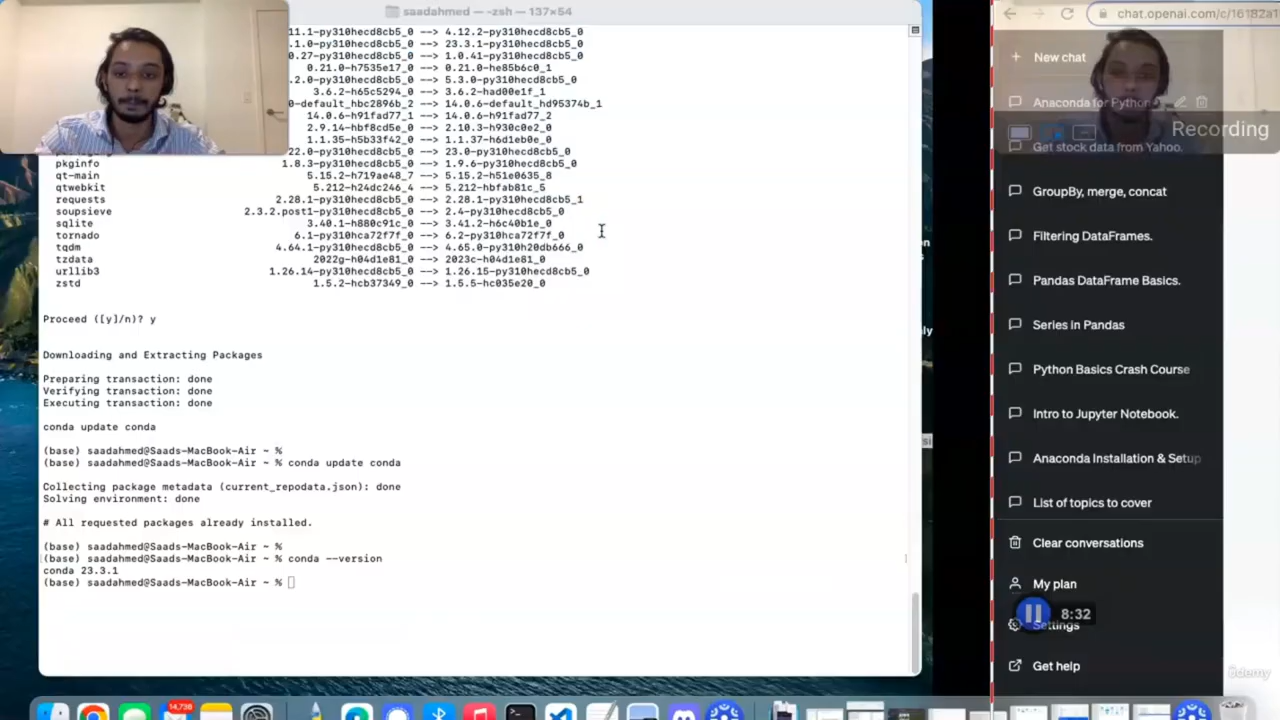 saadahmed — -zsh — 137×54
11.1-py310hecd8cb5_0 --> 4.12.2-py310hecd8cb5_0
.1.0-py310hecd8cb5_0 --> 23.3.1-py310hecd8cb5_0
0.27-py310hecd8cb5_0 --> 1.0.41-py310hecd8cb5_0
0.21.0-h7535e17_0 --> 0.21.0-he85b6c0_1
.2.0-py310hecd8cb5_0 --> 5.3.0-py310hecd8cb5_0
3.6.2-h65c5294_0 --> 3.6.2-had00e1f_1
0-default_hbc2896b_2 --> 14.0.6-default_hd95374b_1
14.0.6-h91fad77_1 --> 14.0.6-h91fad77_2
2.9.14-hbf8cd5e_0 --> 2.10.3-h930c0e2_0
1.1.35-h5b33f42_0 --> 1.1.37-h6d1eb0e_0
22.0-py310hecd8cb5_0 --> 23.0-py310hecd8cb5_0
pkginfo 1.8.3-py310hecd8cb5_0 --> 1.9.6-py310hecd8cb5_0
qt-main 5.15.2-h719ae48_7 --> 5.15.2-h51e0635_8
qtwebkit 5.212-h24dc246_4 --> 5.212-hbfab81c_5
requests 2.28.1-py310hecd8cb5_0 --> 2.28.1-py310hecd8cb5_1
soupsieve 2.3.2.post1-py310hecd8cb5_0 --> 2.4-py310hecd8cb5_0
sqlite 3.40.1-h880c91c_0 --> 3.41.2-h6c40b1e_0
tornado 6.1-py310hca72f7f_0 --> 6.2-py310hca72f7f_0
tqdm 4.64.1-py310hecd8cb5_0 --> 4.65.0-py310h20db666_0
tzdata 2022g-h04d1e81_0 --> 2023c-h04d1e81_0
urllib3 1.26.14-py310hecd8cb5_0 --> 1.26.15-py310hecd8cb5_0
zstd 1.5.2-hcb37349_0 --> 1.5.5-hc035e20_0
Proceed ([y]/n)? y
Downloading and Extracting Packages
Preparing transaction: done
Verifying transaction: done
Executing transaction: done
conda update conda
(base) saadahmed@Saads-MacBook-Air ~ %
(base) saadahmed@Saads-MacBook-Air ~ % conda update conda
Collecting package metadata (current_repodata.json): done
Solving environment: done
# All requested packages already installed.
(base) saadahmed@Saads-MacBook-Air ~ %
(base) saadahmed@Saads-MacBook-Air ~ % conda --version
conda 23.3.1
(base) saadahmed@Saads-MacBook-Air ~ %
chat.openai.com/c/16182a1
New chat
Anaconda for Python
Recording
Get stock data from Yahoo.
GroupBy, merge, concat
Filtering DataFrames.
Pandas DataFrame Basics.
Series in Pandas
Python Basics Crash Course
Intro to Jupyter Notebook.
Anaconda Installation & Setup
List of topics to cover
Clear conversations
My plan
8:32
Settings
Get help
ûdemy
14,738